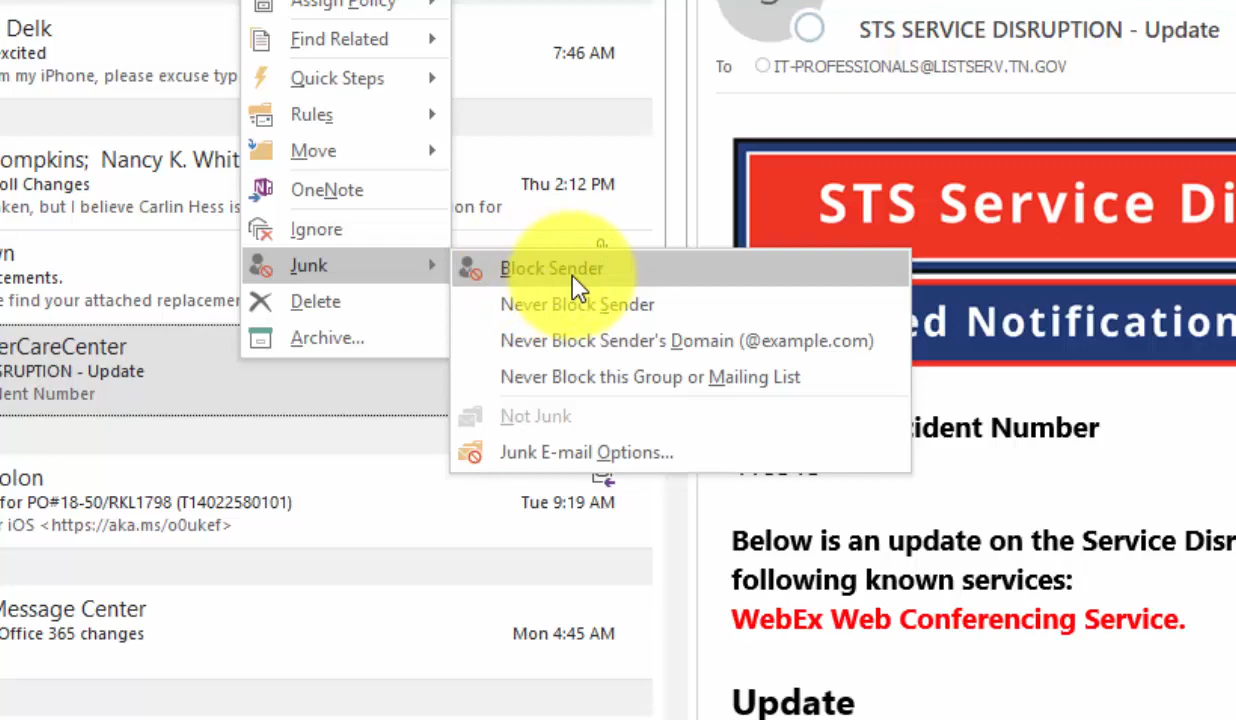 Delk
excited
m my iPhone, please excuse typ
7:46 AM
ompkins; Nancy K. Whit
oll Changes
aken, but I believe Carlin Hess is
on for
Thu 2:12 PM
wn
cements.
e find your attached replacemer
erCareCenter
SRUPTION - Update
dent Number
olon
for PO#18-50/RKL1798 (T14022580101)
r iOS <https://aka.ms/o0ukef>
Tue 9:19 AM
Message Center
Office 365 changes
Mon 4:45 AM
Assign Policy
Find Related
Quick Steps
Rules
Move
OneNote
Ignore
Junk
Delete
Archive...
Block Sender
Never Block Sender
Never Block Sender's Domain (@example.com)
Never Block this Group or Mailing List
Not Junk
Junk E-mail Options...
STS SERVICE DISRUPTION - Update
To IT-PROFESSIONALS@LISTSERV.TN.GOV
STS Service Di
ed Notification
cident Number
Below is an update on the Service Disr
following known services:
WebEx Web Conferencing Service.
Update